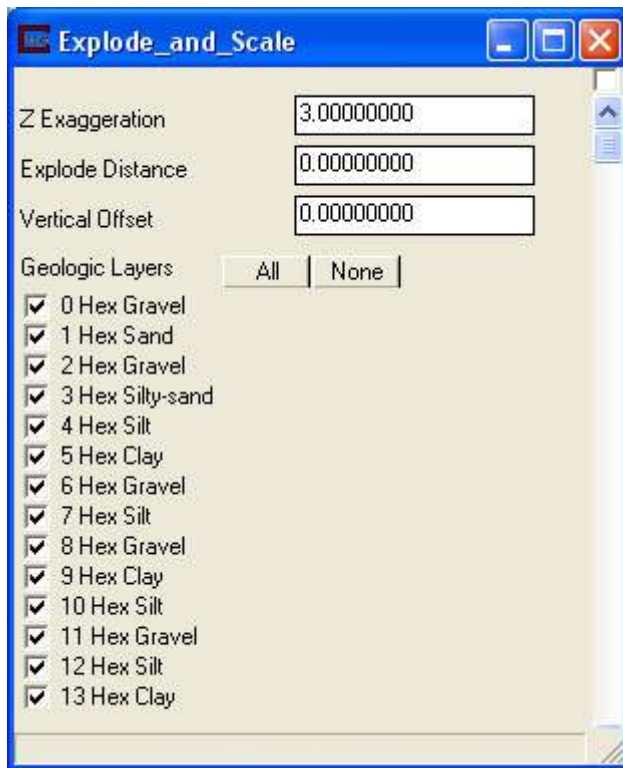 Explode_and_Scale
Z Exaggeration 3.00000000
Explode Distance 0.00000000
Vertical Offset 0.00000000
Geologic Layers All None
0 Hex Gravel
1 Hex Sand
2 Hex Gravel
3 Hex Silty-sand
4 Hex Silt
5 Hex Clay
6 Hex Gravel
7 Hex Silt
8 Hex Gravel
9 Hex Clay
10 Hex Silt
11 Hex Gravel
12 Hex Silt
13 Hex Clay